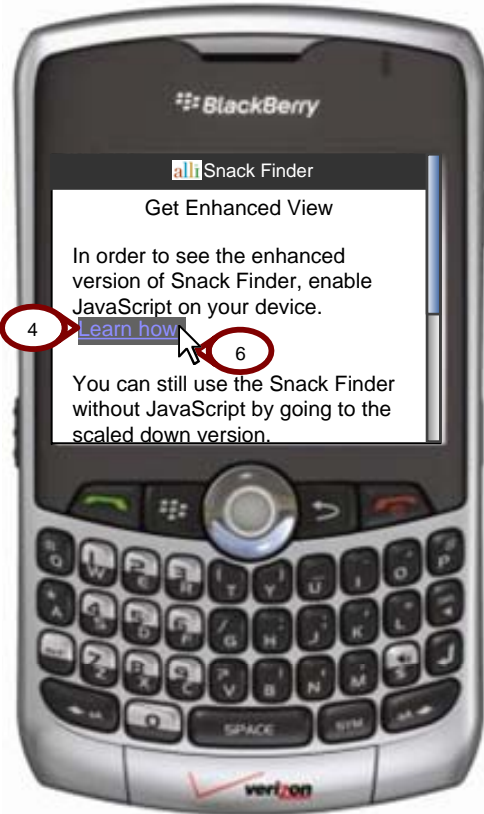 BlackBerry
alli Snack Finder
Get Enhanced View
In order to see the enhanced
version of Snack Finder, enable
JavaScript on your device.
4 Learn how 6
You can still use the Snack Finder
without JavaScript by going to the
scaled down version.
Q W E R T Y U I O P
A S D F G H J K L
Z X C V B N M $
0 SPACE SYM
verizon